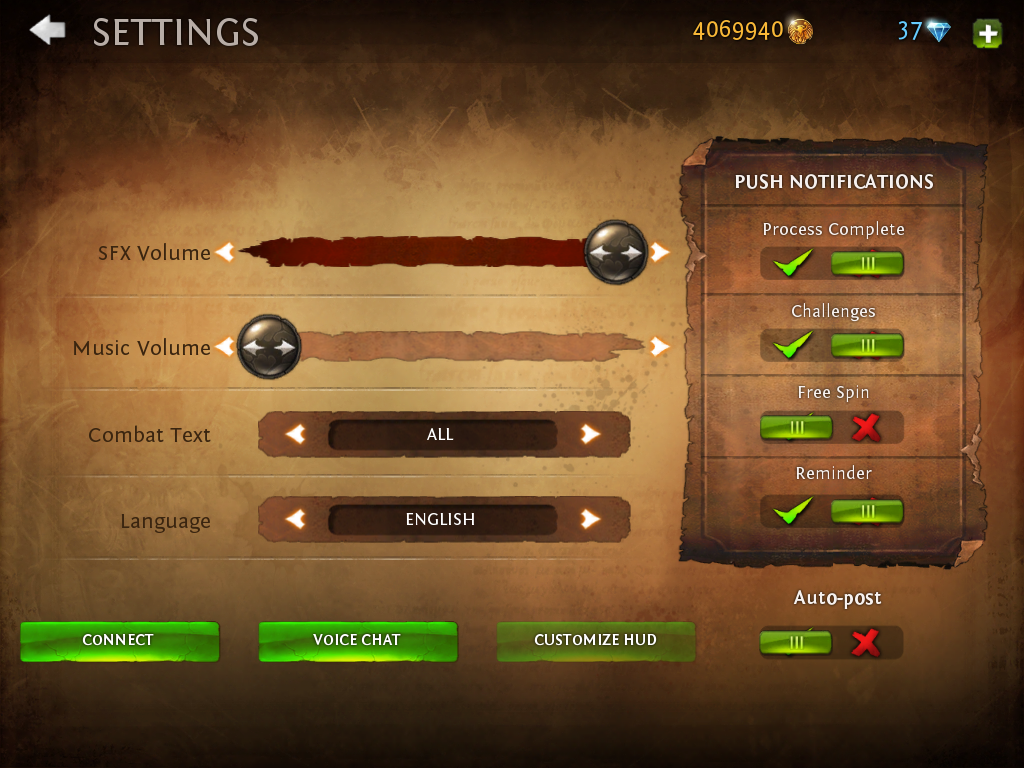 SETTINGS
4069940
37
PUSH NOTIFICATIONS
Process Complete
SFX Volume
Challenges
Music Volume
Free Spin
Combat Text
ALL
Reminder
Language
ENGLISH
Auto-post
CONNECT
VOICE CHAT
CUSTOMIZE HUD